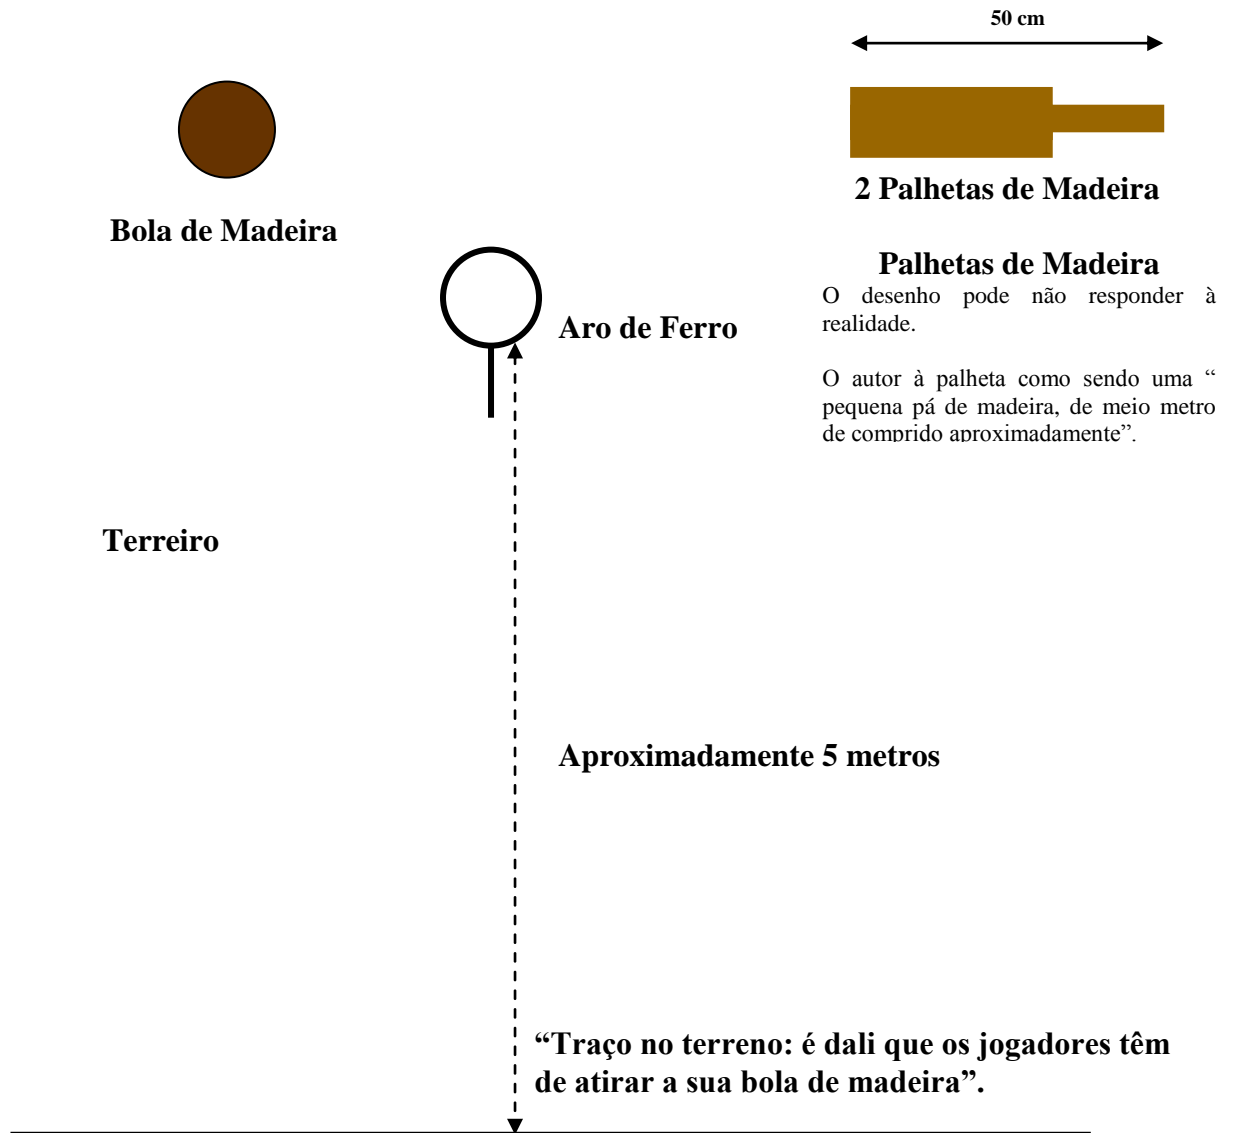 50 cm
2 Palhetas de Madeira
Bola de Madeira
Palhetas de Madeira
O desenho pode não responder à
realidade.
Aro de Ferro
O autor à palheta como sendo uma “
pequena pá de madeira, de meio metro
de comprido aproximadamente”.
Terreiro
Aproximadamente 5 metros
“Traço no terreno: é dali que os jogadores têm
de atirar a sua bola de madeira”.